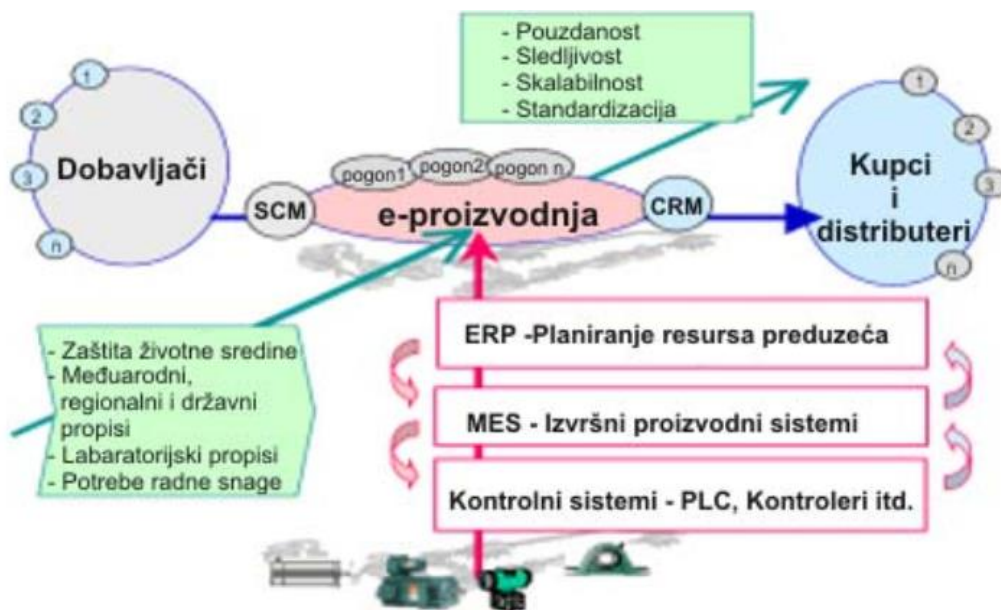 - Pouzdanost
- Sledljivost
- Skalabilnost
- Standardizacija
1
2
3
n
Dobavljači
SCM
pogon1
pogon2
pogon n
e-proizvodnja
CRM
1
2
3
n
Kupci
i
distributeri
- Zaštita životne sredine
- Međuarodni,
regionalni i državni
propisi
- Labaratorijski propisi
- Potrebe radne snage
ERP -Planiranje resursa preduzeća
MES - Izvršni proizvodni sistemi
Kontrolni sistemi - PLC, Kontroleri itd.